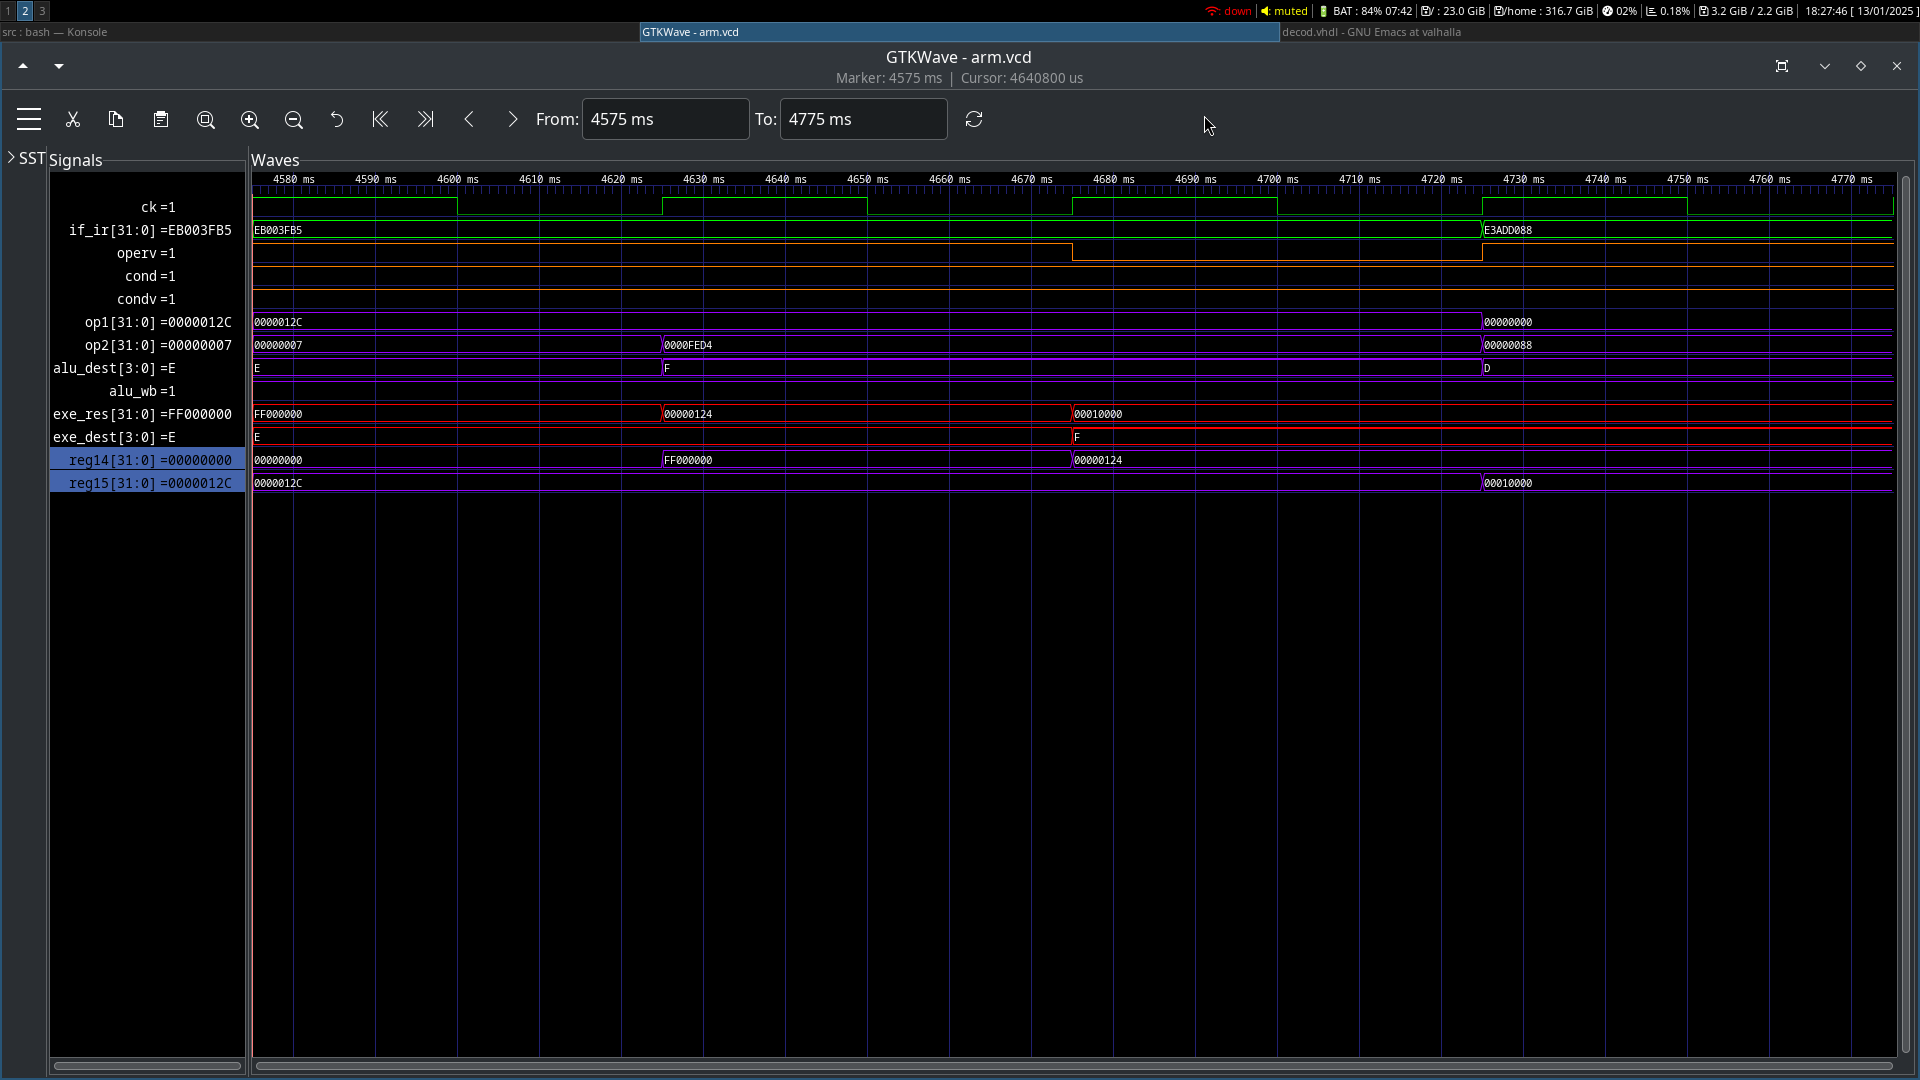 1 2 3 : down : muted BAT : 84% 07:42 / : 23.0 GiB /home : 316.7 GiB 02% 0.18% 3.2 GiB / 2.2 GiB 18:27:46 [ 13/01/2025 ]
src : bash — Konsole GTKWave - arm.vcd decod.vhdl - GNU Emacs at valhalla
GTKWave - arm.vcd
Marker: 4575 ms | Cursor: 4640800 us
From: 4575 ms To: 4775 ms
SST Signals Waves
4580 ms 4590 ms 4600 ms 4610 ms 4620 ms 4630 ms 4640 ms 4650 ms 4660 ms 4670 ms 4680 ms 4690 ms 4700 ms 4710 ms 4720 ms 4730 ms 4740 ms 4750 ms 4760 ms 4770 ms
ck =1
if_ir[31:0] =EB003FB5 EB003FB5 E3ADD088
operv =1
cond =1
condv =1
op1[31:0] =0000012C 0000012C 00000000
op2[31:0] =00000007 00000007 0000FED4 00000088
alu_dest[3:0] =E E F D
alu_wb =1
exe_res[31:0] =FF000000 FF000000 00000124 00010000
exe_dest[3:0] =E E F
reg14[31:0] =00000000 00000000 FF000000 00000124
reg15[31:0] =0000012C 0000012C 00010000